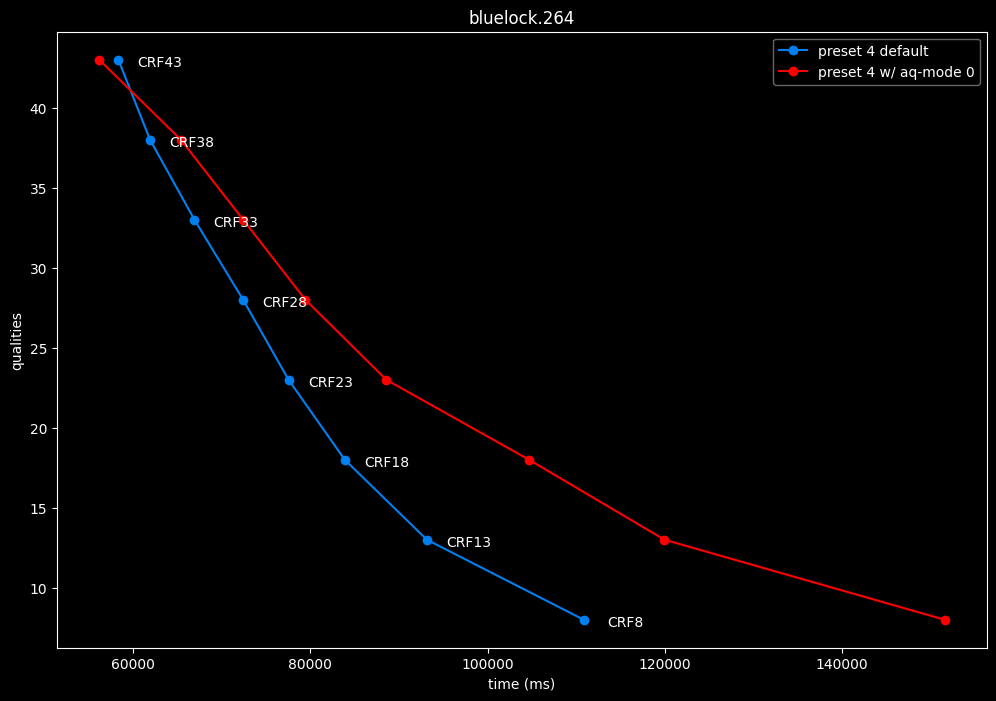 bluelock.264
preset 4 default
preset 4 w/ aq-mode 0
CRF43
CRF38
CRF33
CRF28
CRF23
CRF18
CRF13
CRF8
40
35
30
25
20
15
10
qualities
60000
80000
100000
120000
140000
time (ms)